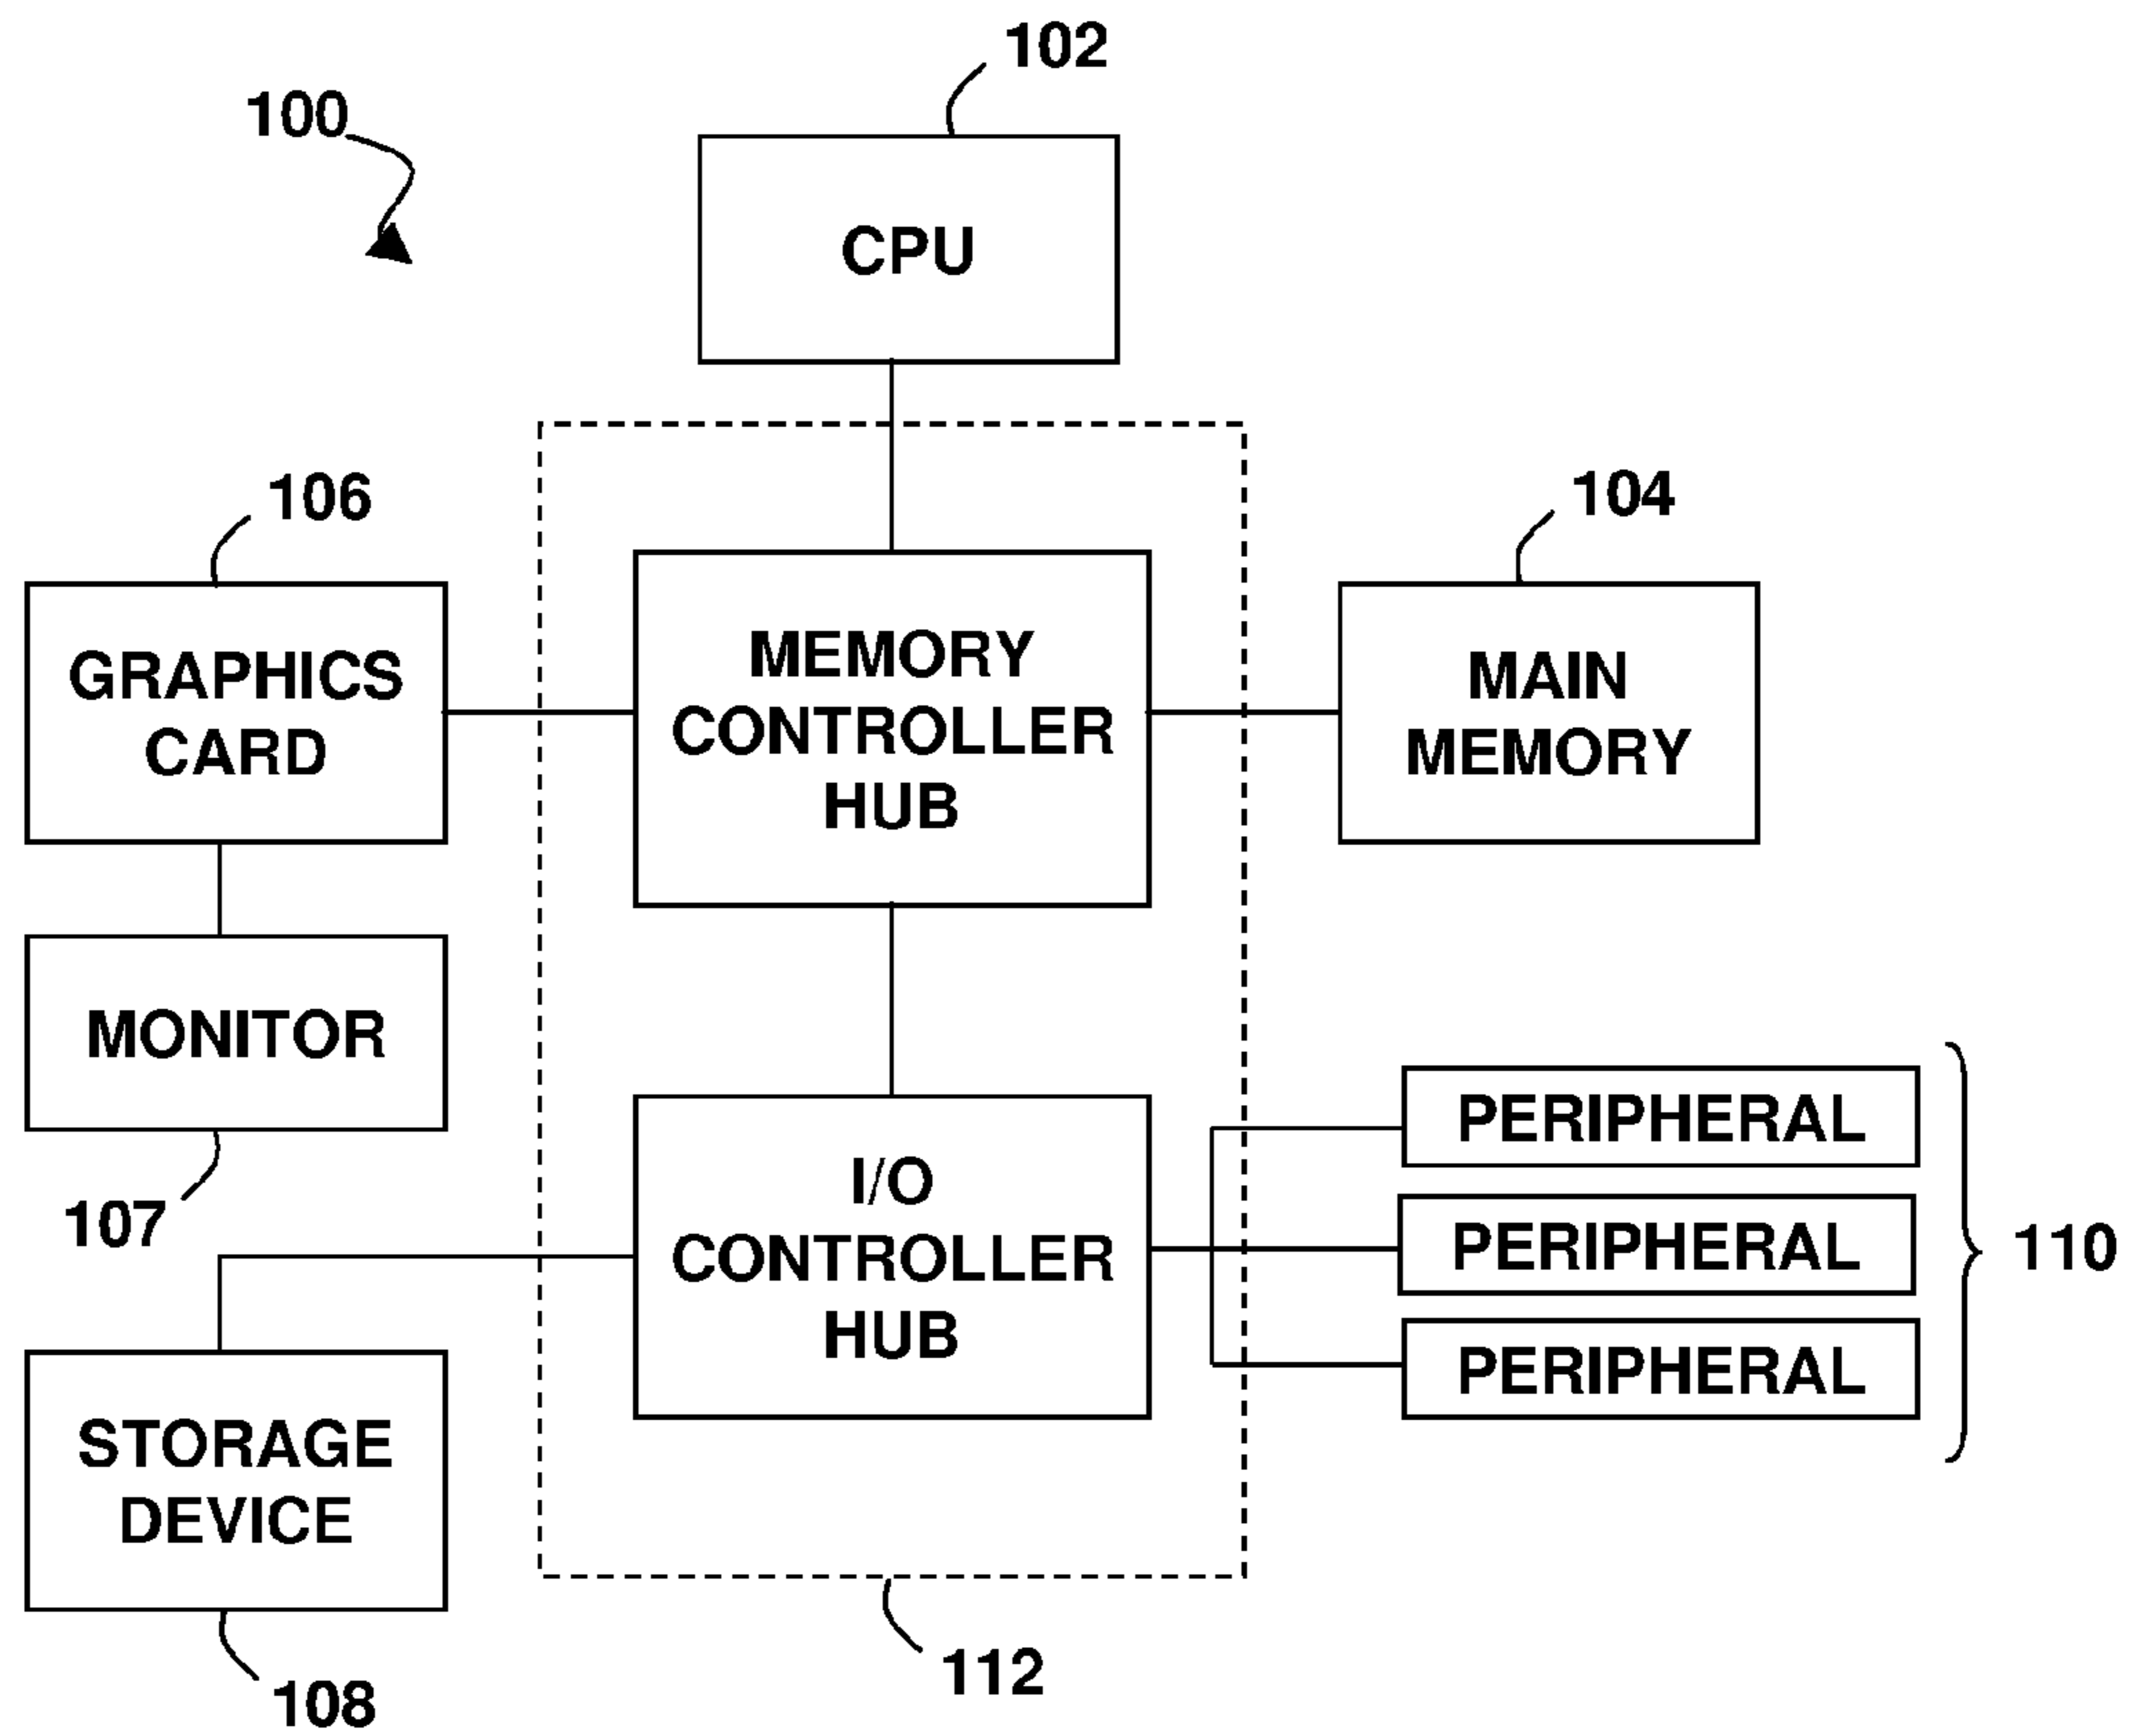 102
100
CPU
106
104
GRAPHICS
CARD
MEMORY
CONTROLLER
HUB
MAIN
MEMORY
MONITOR
107
I/O
CONTROLLER
HUB
PERIPHERAL
PERIPHERAL
PERIPHERAL
110
STORAGE
DEVICE
112
108